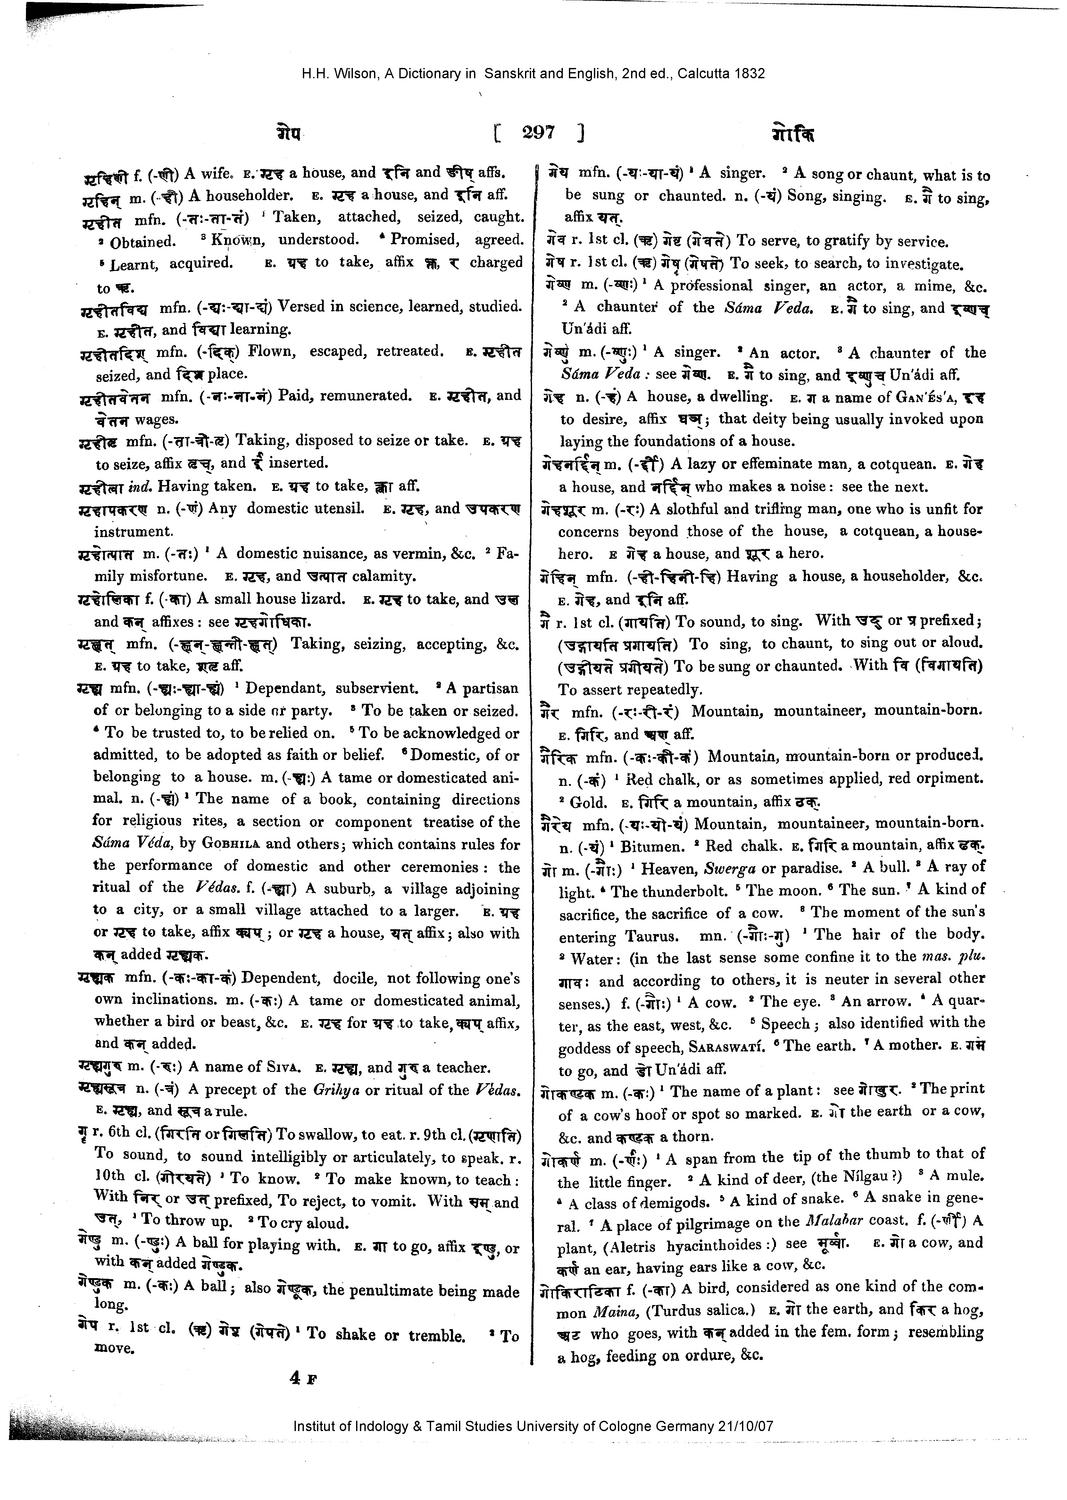 H.H. Wilson, A Dictionary in Sanskrit and English, 2nd ed., Calcutta 1832
गेप
[ 297 ]
गोकि
गृहिणी f. (-णी) A wife. E. गृह a house, and इनि and ङीष् affs.
गृहिन् m. (-ही) A householder. E. गृह a house, and इनि aff.
गृहीत mfn. (-तः-ता-तं) ¹ Taken, attached, seized, caught.
² Obtained. ³ Known, understood. ⁴ Promised, agreed.
⁵ Learnt, acquired. E. ग्रह to take, affix क्त, र charged
to ऋ.
गृहीतविद्य mfn. (-द्यः-द्या-द्यं) Versed in science, learned, studied.
E. गृहीत, and विद्या learning.
गृहीतदिश् mfn. (-दिक्) Flown, escaped, retreated. E. गृहीत
seized, and दिश place.
गृहीतवेतन mfn. (-नः-ना-नं) Paid, remunerated. E. गृहीत, and
वेतन wages.
गृहीतृ mfn. (-ता-त्री-तृ) Taking, disposed to seize or take. E. ग्रह
to seize, affix तृच्, and ई inserted.
गृहीत्वा ind. Having taken. E. ग्रह to take, क्त्वा aff.
गृहोपकरण n. (-णं) Any domestic utensil. E. गृह, and उपकरण
instrument.
गृहोत्पात m. (-तः) ¹ A domestic nuisance, as vermin, &c. ² Fa-
mily misfortune. E. गृह, and उत्पात calamity.
गृहोलिका f. (-का) A small house lizard. E. गृह to take, and उल
and कन् affixes : see गृहगोधिका.
गृह्णत् mfn. (-ह्णन्-ह्णन्ती-ह्णत्) Taking, seizing, accepting, &c.
E. ग्रह to take, शतृ aff.
गृह्य mfn. (-ह्यः-ह्या-ह्यं) ¹ Dependant, subservient. ² A partisan
of or belonging to a side or party. ³ To be taken or seized.
⁴ To be trusted to, to be relied on. ⁵ To be acknowledged or
admitted, to be adopted as faith or belief. ⁶ Domestic, of or
belonging to a house. m. (-ह्यः) A tame or domesticated ani-
mal. n. (-ह्यं) ¹ The name of a book, containing directions
for religious rites, a section or component treatise of the
Sáma Véda, by GOBHILA and others; which contains rules for
the performance of domestic and other ceremonies : the
ritual of the Védas. f. (-ह्या) A suburb, a village adjoining
to a city, or a small village attached to a larger. E. ग्रह
or गृह to take, affix क्यप्; or गृह a house, यत् affix; also with
कन् added गृह्यक.
गृह्यक mfn. (-कः-का-कं) Dependent, docile, not following one's
own inclinations. m. (-कः) A tame or domesticated animal,
whether a bird or beast, &c. E. गृह for ग्रह to take, क्यप् affix,
and कन् added.
गृह्यगुरु m. (-रुः) A name of SIVA. E. गृह्य, and गुरु a teacher.
गृह्यसूत्र n. (-त्रं) A precept of the Grihya or ritual of the Védas.
E. गृह्य, and सूत्र a rule.
गॄ r. 6th cl. (गिरति or गिलति) To swallow, to eat. r. 9th cl. (गृणाति)
To sound, to sound intelligibly or articulately, to speak. r.
10th cl. (गीरयते) ¹ To know. ² To make known, to teach :
With निर् or उत् prefixed, To reject, to vomit. With सम् and
उत्, ¹ To throw up. ² To cry aloud.
गेण्डु m. (-ण्डुः) A ball for playing with. E. गा to go, affix डु, or
with कन् added गेण्डुक.
गेण्डुक m. (-कः) A ball; also गेण्डूक, the penultimate being made
long.
गेप r. 1st cl. (ऋ) गेपृ (गेपते) ¹ To shake or tremble. ² To
move.
4 F
गेय mfn. (-यः-या-यं) ¹ A singer. ² A song or chaunt, what is to
be sung or chaunted. n. (-यं) Song, singing. E. गै to sing,
affix यत्.
गेव r. 1st cl. (ऋ) गेवृ (गेवते) To serve, to gratify by service.
गेष r. 1st cl. (ऋ) गेषृ (गेषते) To seek, to search, to investigate.
गेष्ण m. (-ष्णः) ¹ A professional singer, an actor, a mime, &c.
² A chaunter of the Sáma Veda. E. गै to sing, and इष्णच्
Un'ádi aff.
गेष्णु m. (-ष्णुः) ¹ A singer. ² An actor. ³ A chaunter of the
Sáma Veda : see गेष्ण. E. गै to sing, and इष्णुच् Un'ádi aff.
गेह n. (-हं) A house, a dwelling. E. ग a name of GAN'ÉS'A, ईह
to desire, affix घञ्; that deity being usually invoked upon
laying the foundations of a house.
गेहनर्द्दिन् m. (-र्द्दी) A lazy or effeminate man, a cotquean. E. गेह
a house, and नर्द्दिन् who makes a noise : see the next.
गेहशूर m. (-रः) A slothful and trifling man, one who is unfit for
concerns beyond those of the house, a cotquean, a house-
hero. E गेह a house, and शूर a hero.
गेहिन् mfn. (-ही-हिनी-हि) Having a house, a householder, &c.
E. गेह, and इनि aff.
गै r. 1st cl. (गायति) To sound, to sing. With उद् or प्र prefixed;
(उद्गायति प्रगायति) To sing, to chaunt, to sing out or aloud.
(उद्गीयते प्रगीयते) To be sung or chaunted. With वि (विगायति)
To assert repeatedly.
गैर mfn. (-रः-री-रं) Mountain, mountaineer, mountain-born.
E. गिरि, and अण् aff.
गैरिक mfn. (-कः-की-कं) Mountain, mountain-born or produced.
n. (-कं) ¹ Red chalk, or as sometimes applied, red orpiment.
² Gold. E. गिरि a mountain, affix ठक्.
गैरेय mfn. (-यः-यी-यं) Mountain, mountaineer, mountain-born.
n. (-यं) ¹ Bitumen. ² Red chalk. E. गिरि a mountain, affix ढक्.
गो m. (-गौः) ¹ Heaven, Swerga or paradise. ² A bull. ³ A ray of
light. ⁴ The thunderbolt. ⁵ The moon. ⁶ The sun. ⁷ A kind of
sacrifice, the sacrifice of a cow. ⁸ The moment of the sun's
entering Taurus. mn. (-गौः-गु) ¹ The hair of the body.
² Water : (in the last sense some confine it to the mas. plu.
गावः and according to others, it is neuter in several other
senses.) f. (-गौः) ¹ A cow. ² The eye. ³ An arrow. ⁴ A quar-
ter, as the east, west, &c. ⁵ Speech; also identified with the
goddess of speech, SARASWATÍ. ⁶ The earth. ⁷ A mother. E. गम
to go, and डो Un'ádi aff.
गोकण्टक m. (-कः) ¹ The name of a plant : see गोखुर. ² The print
of a cow's hoof or spot so marked. E. गो the earth or a cow,
&c. and कण्टक a thorn.
गोकर्ण m. (-र्णः) ¹ A span from the tip of the thumb to that of
the little finger. ² A kind of deer, (the Nílgau ?) ³ A mule.
⁴ A class of demigods. ⁵ A kind of snake. ⁶ A snake in gene-
ral. ⁷ A place of pilgrimage on the Malabar coast. f. (-र्णी) A
plant, (Aletris hyacinthoides :) see मूर्व्वा. E. गो a cow, and
कर्ण an ear, having ears like a cow, &c.
गोकिराटिका f. (-का) A bird, considered as one kind of the com-
mon Maina, (Turdus salica.) E. गो the earth, and किर a hog,
अट who goes, with कन् added in the fem. form; resembling
a hog, feeding on ordure, &c.
Institut of Indology & Tamil Studies University of Cologne Germany 21/10/07